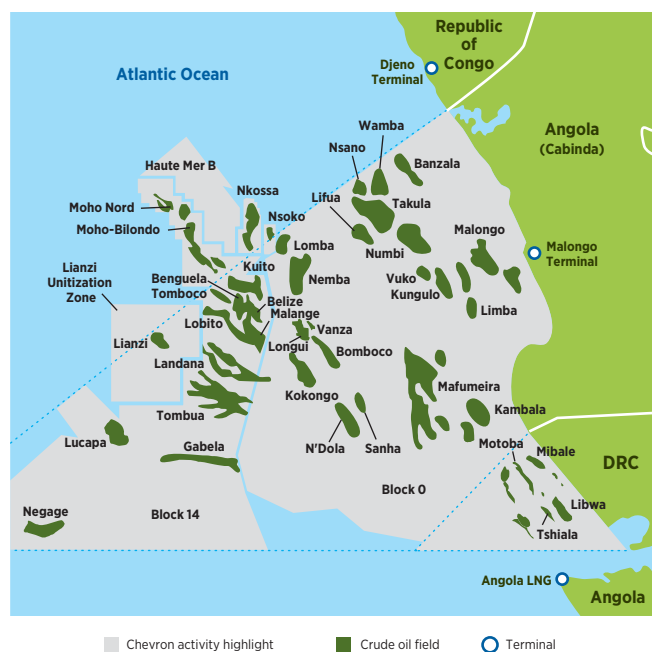 Republic
of
Congo
Djeno
Terminal
Atlantic Ocean
Angola
(Cabinda)
Wamba
Nsano
Banzala
Haute Mer B
Nkossa
Lifua
Takula
Moho Nord
Nsoko
Moho-Bilondo
Malongo
Lomba
Numbi
Malongo
Terminal
Lianzi
Unitization
Zone
Kuito
Benguela
Nemba
Vuko
Tomboco
Kungulo
Belize
Malange
Limba
Lobito
Vanza
Lianzi
Longui
Bomboco
Landana
Kokongo
Mafumeira
Tombua
Kambala
Lucapa
Gabela
N'Dola
Sanha
Motoba
Mibale
DRC
Block 0
Libwa
Negage
Block 14
Tshiala
Angola LNG
Angola
Chevron activity highlight
Crude oil field
Terminal